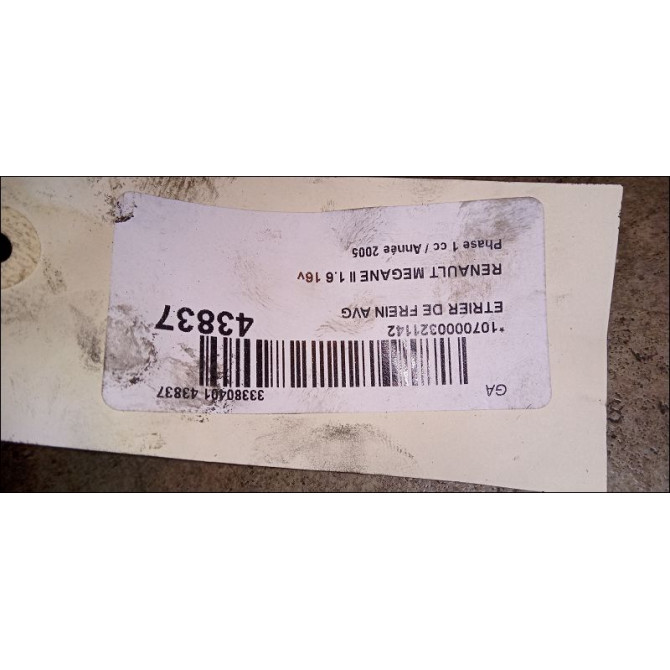 GA
33380401 43837
*1070000321142
ETRIER DE FREIN AVG
43837
RENAULT MEGANE II 1.6 16v
Phase 1 cc / Année 2005